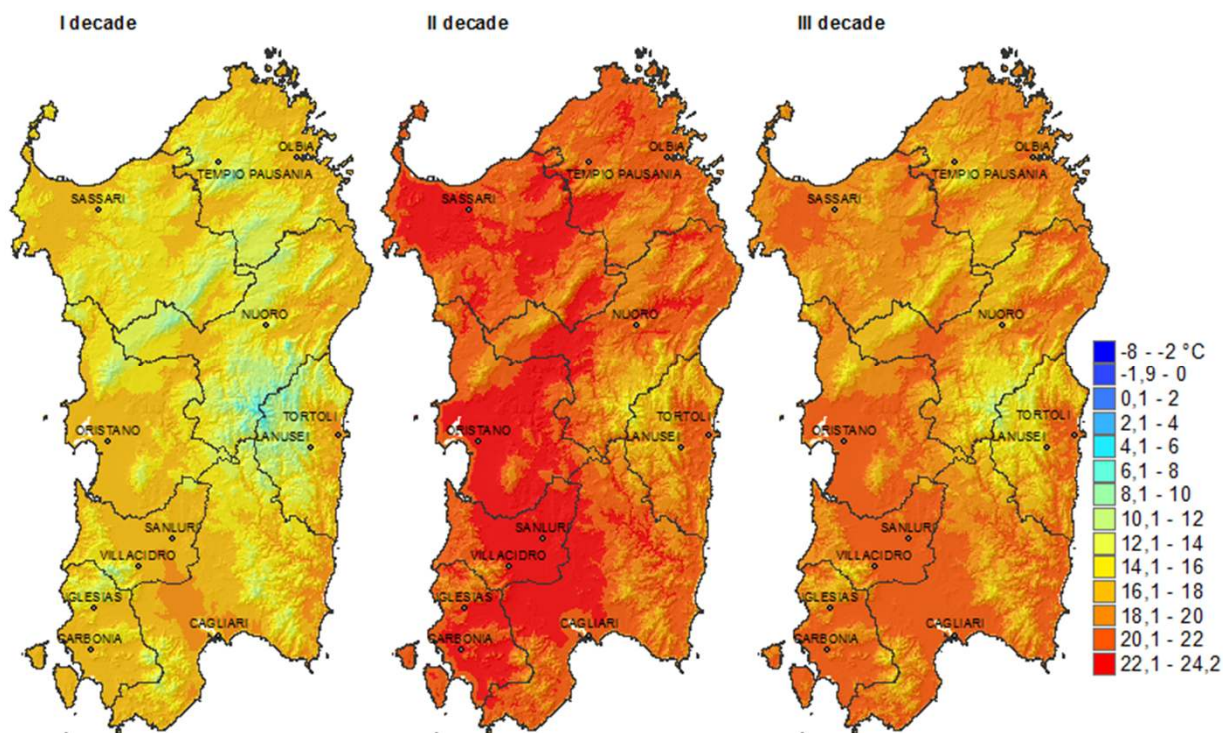 I decade
II decade
III decade
OLBIA
TEMPIO PAUSANIA
SASSARI
NUORO
TORTOLI
ORISTANO
LANUSEI
SANLURI
VILLACIDRO
IGLESIAS
CAGLIARI
CARBONIA
OLBIA
TEMPIO PAUSANIA
SASSARI
NUORO
TORTOLI
ORISTANO
LANUSEI
SANLURI
VILLACIDRO
IGLESIAS
CAGLIARI
CARBONIA
OLBIA
TEMPIO PAUSANIA
SASSARI
NUORO
TORTOLI
ORISTANO
LANUSEI
SANLURI
VILLACIDRO
IGLESIAS
CAGLIARI
CARBONIA
-8 - -2 °C
-1,9 - 0
0,1 - 2
2,1 - 4
4,1 - 6
6,1 - 8
8,1 - 10
10,1 - 12
12,1 - 14
14,1 - 16
16,1 - 18
18,1 - 20
20,1 - 22
22,1 - 24,2